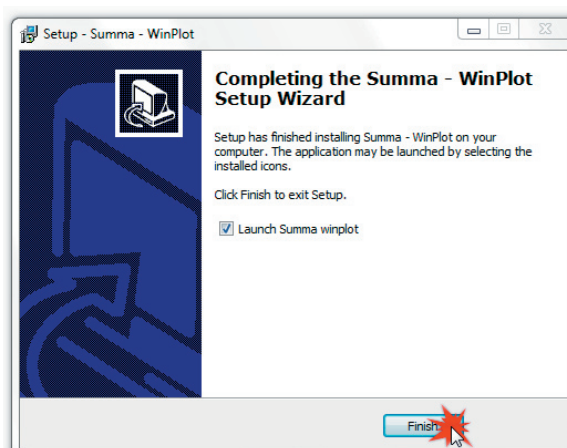 Setup - Summa - WinPlot
Completing the Summa - WinPlot
Setup Wizard
Setup has finished installing Summa - WinPlot on your
computer. The application may be launched by selecting the
installed icons.
Click Finish to exit Setup.
Launch Summa winplot
Finish